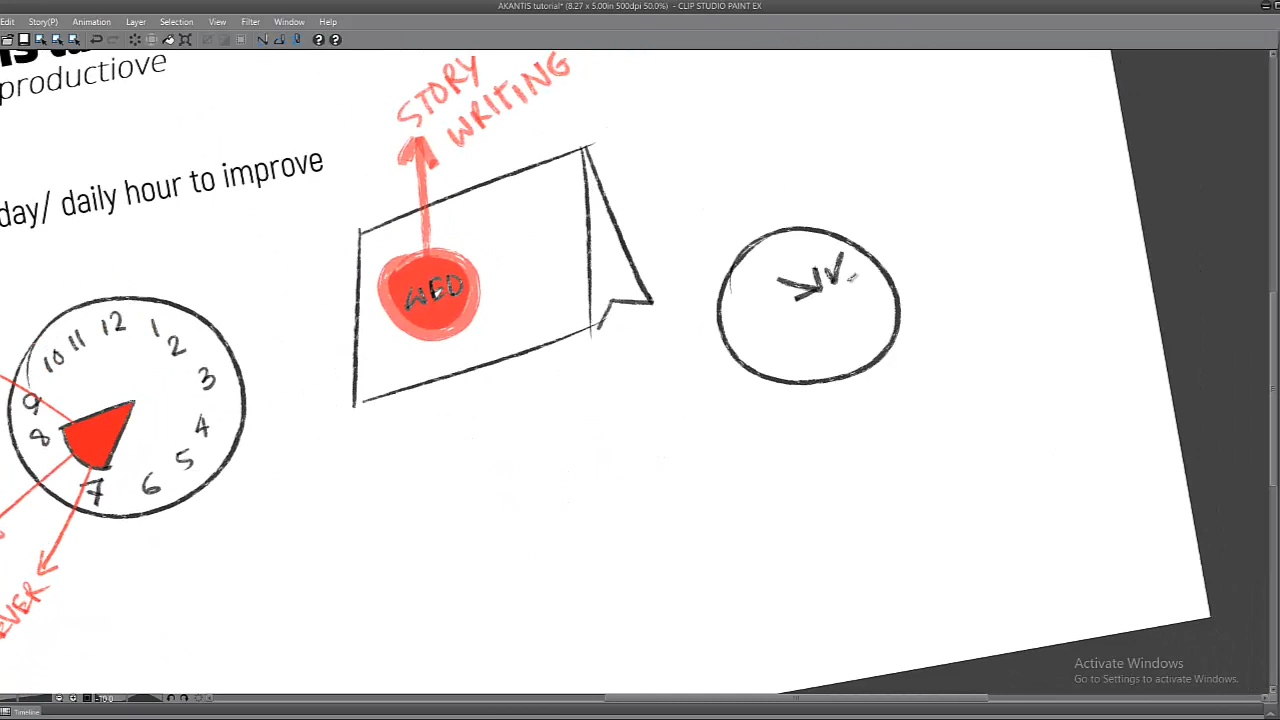 AKANTIS tutorial* (8.27 x 5.00in 500dpi 50.0%) - CLIP STUDIO PAINT EX
Edit Story(P) Animation Layer Selection View Filter Window Help
productiove
day/ daily hour to improve
STORY
WRITING
WED
12
11
10
9
8
7
6
5
4
3
2
1
EVER
Activate Windows
Go to Settings to activate Windows.
Timeline